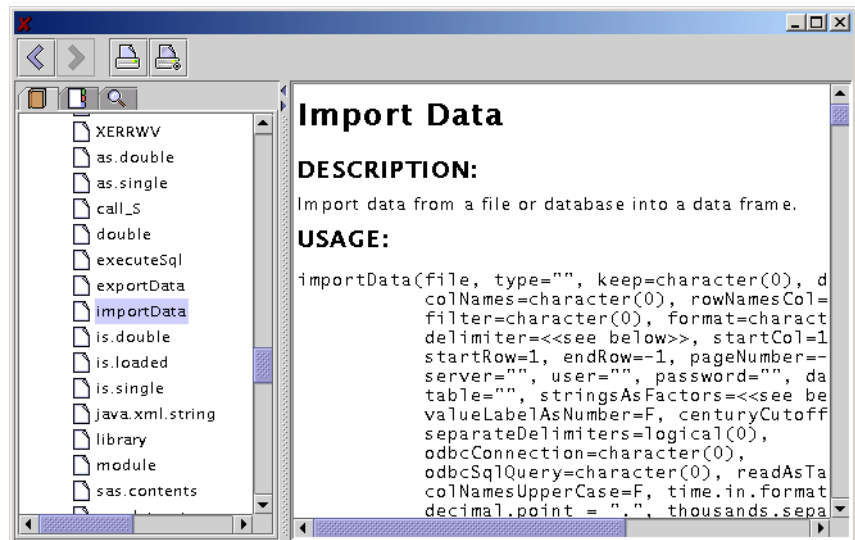 XERRWV
as.double
as.single
call_S
double
executeSql
exportData
importData
is.double
is.loaded
is.single
java.xml.string
library
module
sas.contents
Import Data
DESCRIPTION:
Import data from a file or database into a data frame.
USAGE:
importData(file, type="", keep=character(0), d
colNames=character(0), rowNamesCol=
filter=character(0), format=charact
delimiter=<<see below>>, startCol=1
startRow=1, endRow=-1, pageNumber=-
server="", user="", password="", da
table="", stringsAsFactors=<<see be
valueLabelAsNumber=F, centuryCutoff
separateDelimiters=logical(0),
odbcConnection=character(0),
odbcSqlQuery=character(0), readAsTa
colNamesUpperCase=F, time.in.format
decimal.point = ".", thousands.sepa